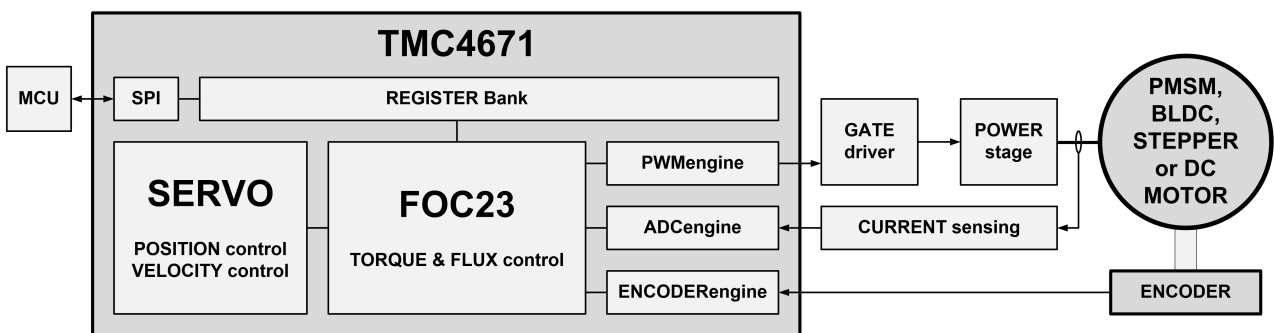 TMC4671
MCU
SPI
REGISTER Bank
SERVO
POSITION control
VELOCITY control
FOC23
TORQUE & FLUX control
PWMengine
ADCengine
ENCODERengine
GATE
driver
POWER
stage
CURRENT sensing
PMSM,
BLDC,
STEPPER
or DC
MOTOR
ENCODER